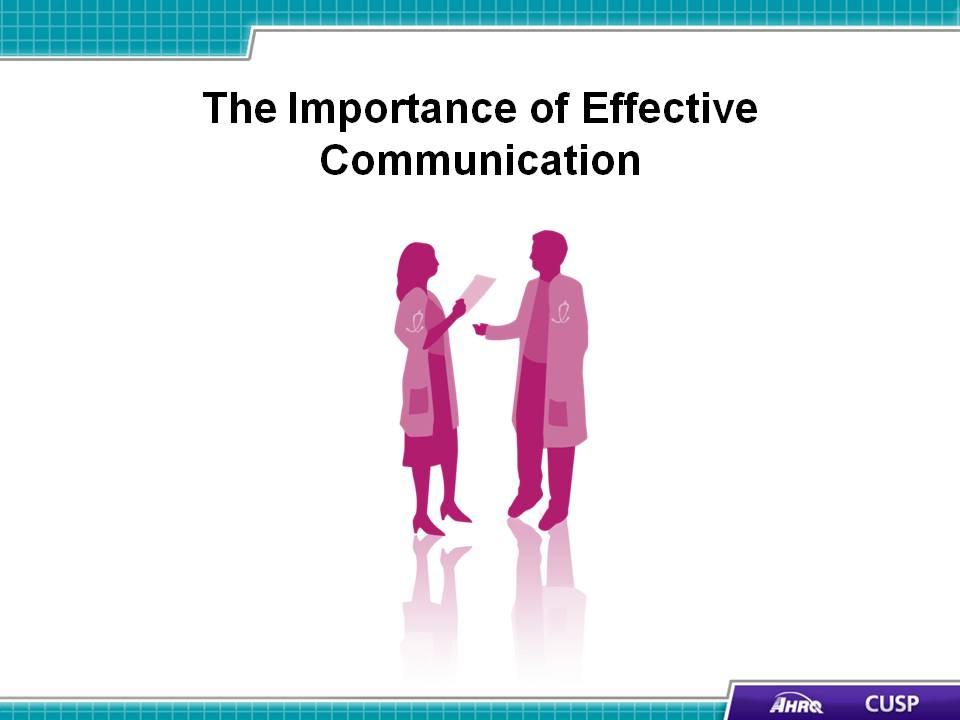 The Importance of Effective
Communication
AHRQ
CUSP